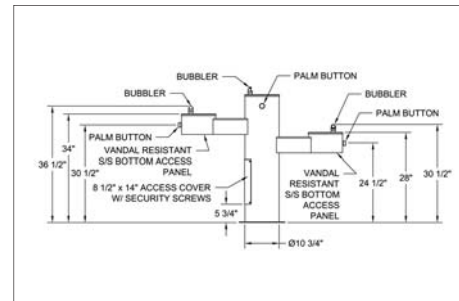 BUBBLER
PALM BUTTON
BUBBLER
BUBBLER
PALM BUTTON
PALM BUTTON
VANDAL RESISTANT
S/S BOTTOM ACCESS
PANEL
34"
36 1/2"
30 1/2"
8 1/2" x 14" ACCESS COVER
W/ SECURITY SCREWS
5 3/4"
VANDAL
RESISTANT
S/S BOTTOM
ACCESS
PANEL
24 1/2"
28"
30 1/2"
Ø10 3/4"